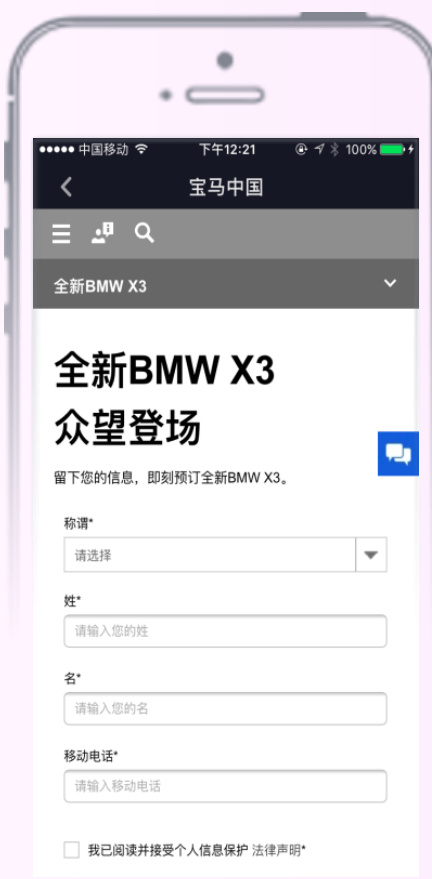 中国移动 下午12:21 100%
宝马中国
全新BMW X3
全新BMW X3
众望登场
留下您的信息，即刻预订全新BMW X3。
称谓*
请选择
姓*
请输入您的姓
名*
请输入您的名
移动电话*
请输入移动电话
我已阅读并接受个人信息保护 法律声明*